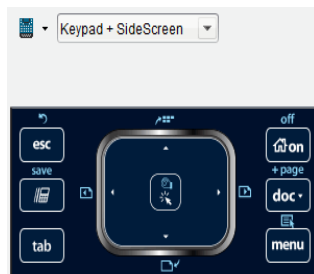 Keypad + SideScreen
off
esc
on
save
+ page
doc
tab
menu